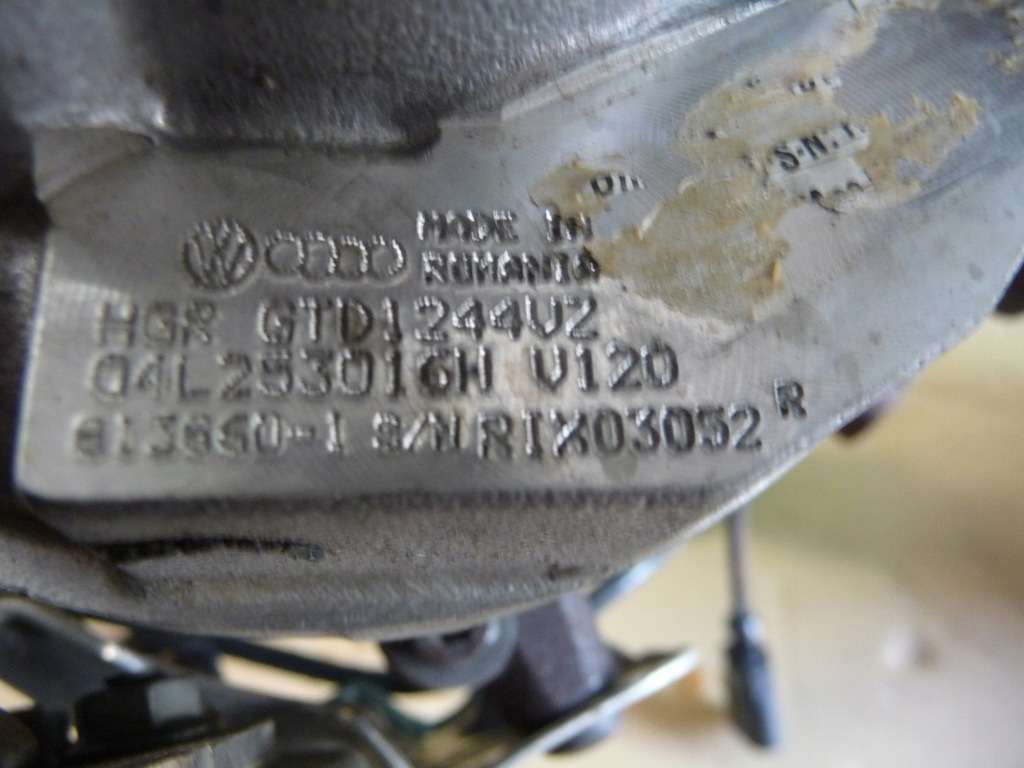 S-N.
MADE IN
ROMANIA
HGR GTD1244VZ
04L253016H V120
813860-1 S/N RIX03052 R